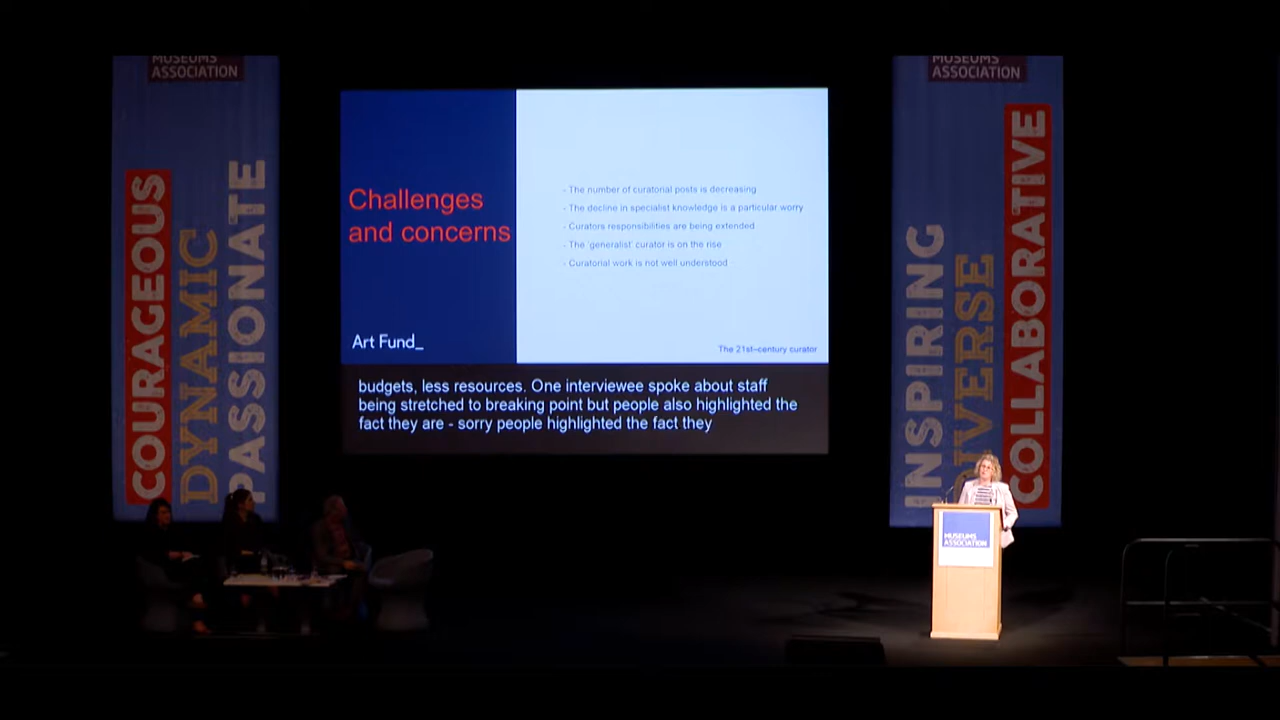 MUSEUMS
ASSOCIATION
COURAGEOUS
DYNAMIC
PASSIONATE
Challenges
and concerns
- The number of curatorial posts is decreasing
- The decline in specialist knowledge is a particular worry
- Curators responsibilities are being extended
- The 'generalist' curator is on the rise
- Curatorial work is not well understood
Art Fund_
The 21st-century curator
budgets, less resources. One interviewee spoke about staff
being stretched to breaking point but people also highlighted the
fact they are - sorry people highlighted the fact they
MUSEUMS
ASSOCIATION
INSPIRING
DIVERSE
COLLABORATIVE
MUSEUMS
ASSOCIATION